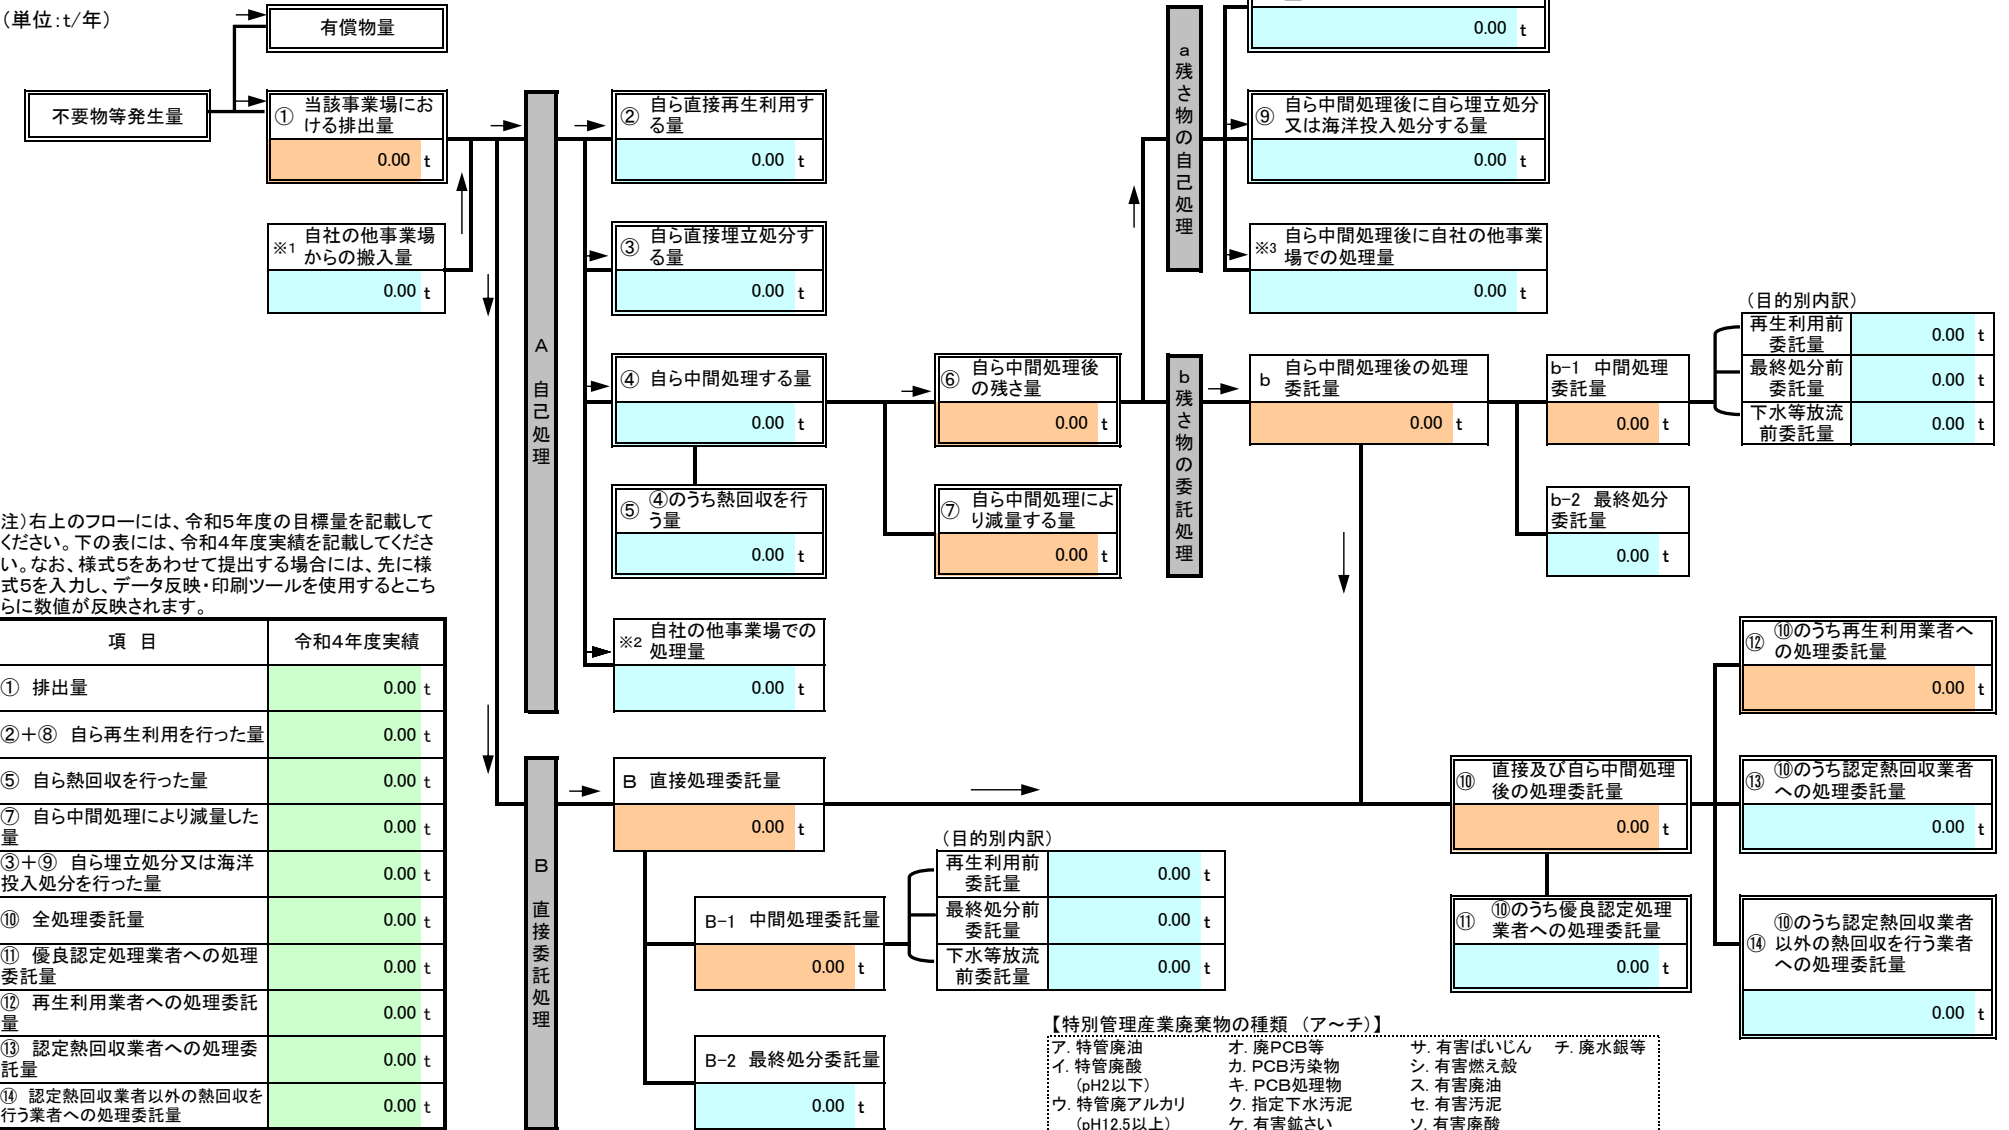 （単位：t/年）
有償物量
不要物等発生量
① 当該事業場にお
ける排出量
0.00 t
※1 自社の他事業場
からの搬入量
0.00 t
A 自己処理
② 自ら直接再生利用す
る量
0.00 t
③ 自ら直接埋立処分す
る量
0.00 t
④ 自ら中間処理する量
0.00 t
⑤ ④のうち熱回収を行
う量
0.00 t
※2 自社の他事業場での
処理量
0.00 t
⑥ 自ら中間処理後
の残さ量
0.00 t
⑦ 自ら中間処理によ
り減量する量
0.00 t
a 残さ物の自己処理
0.00 t
⑨ 自ら中間処理後に自ら埋立処分
又は海洋投入処分する量
0.00 t
※3 自ら中間処理後に自社の他事業
場での処理量
0.00 t
b 残さ物の委託処理
b 自ら中間処理後の処理
委託量
0.00 t
b-1 中間処理
委託量
0.00 t
（目的別内訳）
再生利用前
委託量
0.00 t
最終処分前
委託量
0.00 t
下水等放流
前委託量
0.00 t
b-2 最終処分
委託量
0.00 t
注）右上のフローには、令和5年度の目標量を記載して
ください。下の表には、令和4年度実績を記載してくださ
い。なお、様式5をあわせて提出する場合には、先に様
式5を入力し、データ反映・印刷ツールを使用するとこち
らに数値が反映されます。
項 目 令和4年度実績
① 排出量 0.00 t
②＋⑧ 自ら再生利用を行った量 0.00 t
⑤ 自ら熱回収を行った量 0.00 t
⑦ 自ら中間処理により減量した
量 0.00 t
③＋⑨ 自ら埋立処分又は海洋
投入処分を行った量 0.00 t
⑩ 全処理委託量 0.00 t
⑪ 優良認定処理業者への処理
委託量 0.00 t
⑫ 再生利用業者への処理委託
量 0.00 t
⑬ 認定熱回収業者への処理委
託量 0.00 t
⑭ 認定熱回収業者以外の熱回収を
行う業者への処理委託量 0.00 t
B 直接委託処理
B 直接処理委託量
0.00 t
B-1 中間処理委託量
0.00 t
（目的別内訳）
再生利用前
委託量
0.00 t
最終処分前
委託量
0.00 t
下水等放流
前委託量
0.00 t
B-2 最終処分委託量
0.00 t
⑩ 直接及び自ら中間処理
後の処理委託量
0.00 t
⑪ ⑩のうち優良認定処理
業者への処理委託量
0.00 t
⑫ ⑩のうち再生利用業者へ
の処理委託量
0.00 t
⑬ ⑩のうち認定熱回収業者
への処理委託量
0.00 t
⑭ ⑩のうち認定熱回収業者
以外の熱回収を行う業者
への処理委託量
0.00 t
【特別管理産業廃棄物の種類 （ア～チ）】
ア. 特管廃油 オ. 廃PCB等 サ. 有害ばいじん チ. 廃水銀等
イ. 特管廃酸 カ. PCB汚染物 シ. 有害燃え殻
（pH2以下） キ. PCB処理物 ス. 有害廃油
ウ. 特管廃アルカリ ク. 指定下水汚泥 セ. 有害汚泥
（pH12.5以上） ケ. 有害鉱さい ソ. 有害廃酸